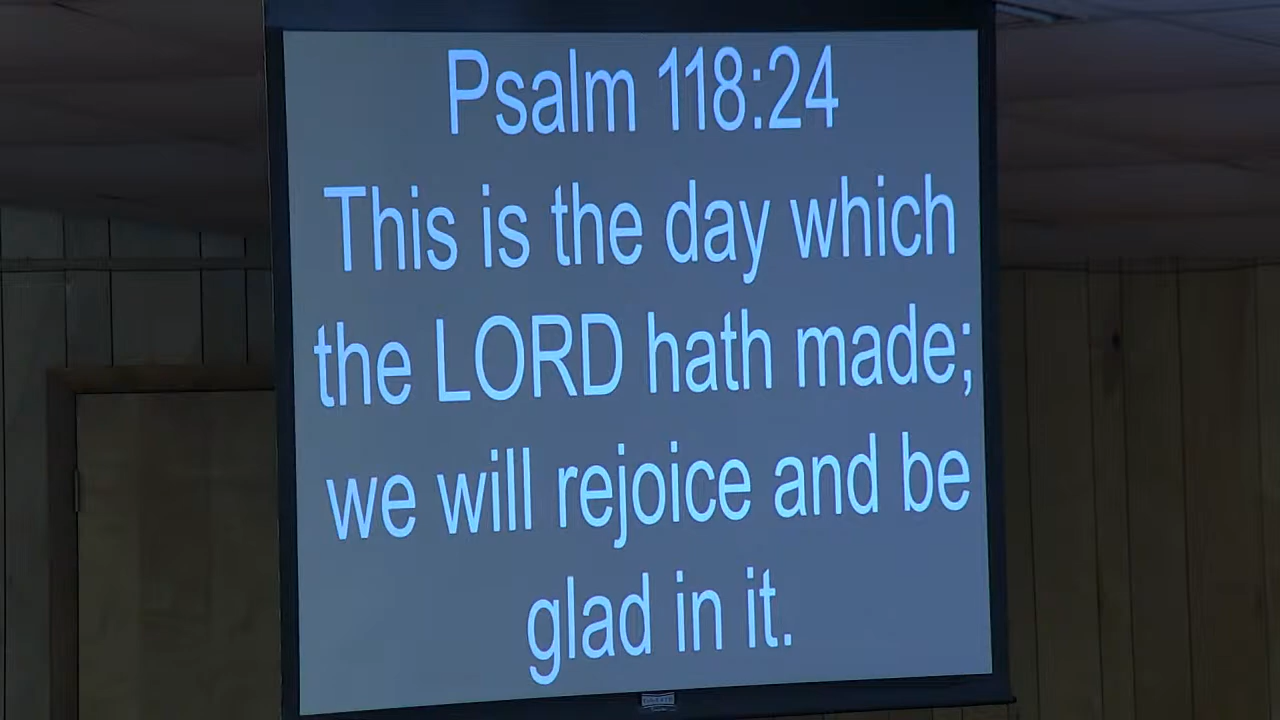 Psalm 118:24
This is the day which
the LORD hath made;
we will rejoice and be
glad in it.